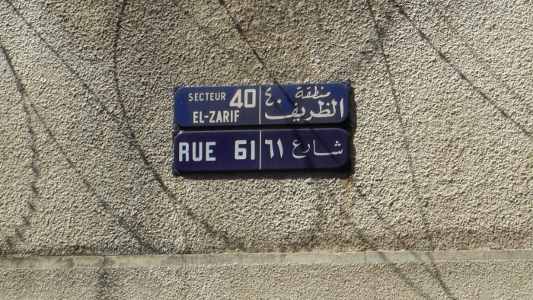 SECTEUR 40
EL-ZARIF
منطقة ٤٠
الظريف
RUE 61
شارع ٦١